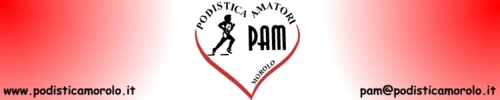 PODISTICA AMATORI
PAM
MOROLO
www.podisticamorolo.it
pam@podisticamorolo.it